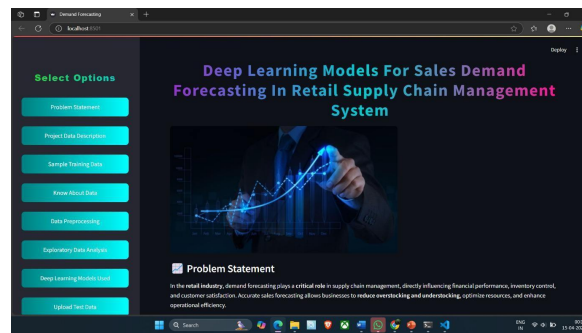 Demand Forecasting
localhost:8501
Deploy
Select Options
Problem Statement
Project Data Description
Sample Training Data
Know About Data
Data Preprocessing
Exploratory Data Analysis
Deep Learning Models Used
Upload Test Data
Deep Learning Models For Sales Demand
Forecasting In Retail Supply Chain Management
System
Problem Statement
In the retail industry, demand forecasting plays a critical role in supply chain management, directly influencing financial performance, inventory control,
and customer satisfaction. Accurate sales forecasting allows businesses to reduce overstocking and understocking, optimize resources, and enhance
operational efficiency.
Search
ENG
IN